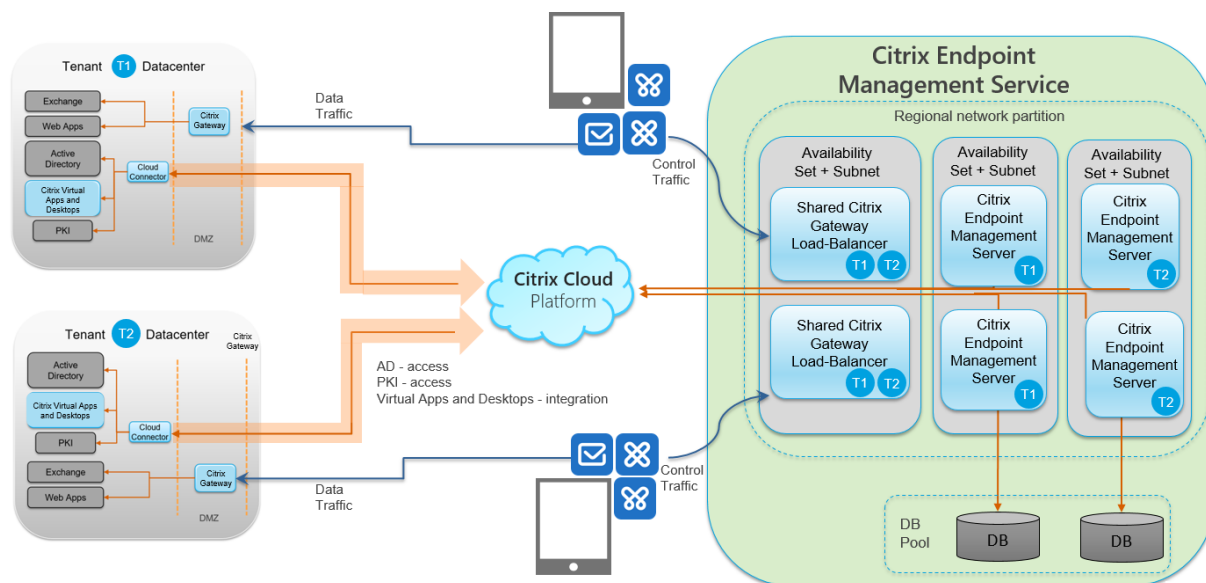 Tenant T1 Datacenter
Exchange
Web Apps
Active
Directory
Citrix Virtual
Apps and Desktops
PKI
Citrix
Gateway
Cloud
Connector
DMZ
Data
Traffic
Control
Traffic
Tenant T2 Datacenter
Citrix
Gateway
Active
Directory
Citrix Virtual Apps
and Desktops
PKI
Cloud
Connector
Exchange
Web Apps
Citrix
Gateway
DMZ
Citrix Cloud
Platform
AD - access
PKI - access
Virtual Apps and Desktops - integration
Data
Traffic
Control
Traffic
Citrix Endpoint
Management Service
Regional network partition
Availability
Set + Subnet
Shared Citrix
Gateway
Load-Balancer
T1 T2
Shared Citrix
Gateway
Load-Balancer
T1 T2
Availability
Set + Subnet
Citrix
Endpoint
Management
Server
T1
Citrix
Endpoint
Management
Server
T1
Availability
Set + Subnet
Citrix
Endpoint
Management
Server
T2
Citrix
Endpoint
Management
Server
T2
DB
Pool
DB
DB